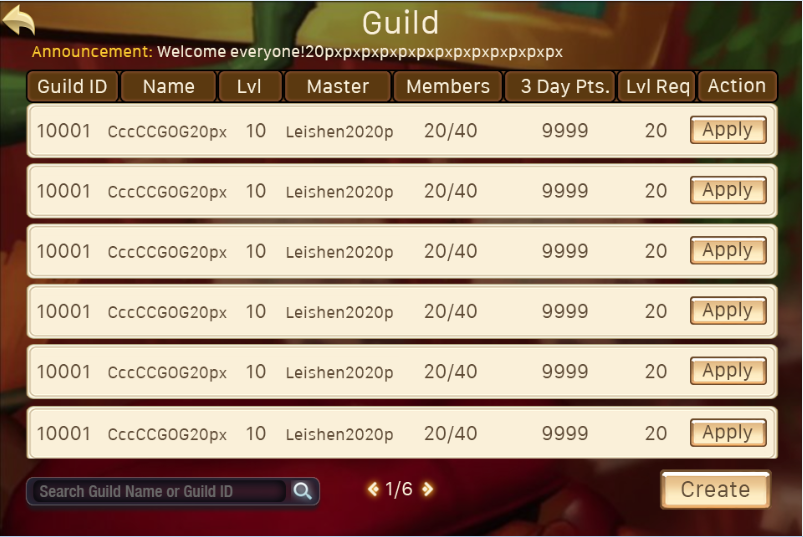 Guild
Announcement: Welcome everyone!20pxpxpxpxpxpxpxpxpxpxpxpxpx
Guild ID Name Lvl Master Members 3 Day Pts. Lvl Req Action
10001 CccCCGOG20px 10 Leishen2020p 20/40 9999 20 Apply
10001 CccCCGOG20px 10 Leishen2020p 20/40 9999 20 Apply
10001 CccCCGOG20px 10 Leishen2020p 20/40 9999 20 Apply
10001 CccCCGOG20px 10 Leishen2020p 20/40 9999 20 Apply
10001 CccCCGOG20px 10 Leishen2020p 20/40 9999 20 Apply
10001 CccCCGOG20px 10 Leishen2020p 20/40 9999 20 Apply
Search Guild Name or Guild ID 1/6 Create